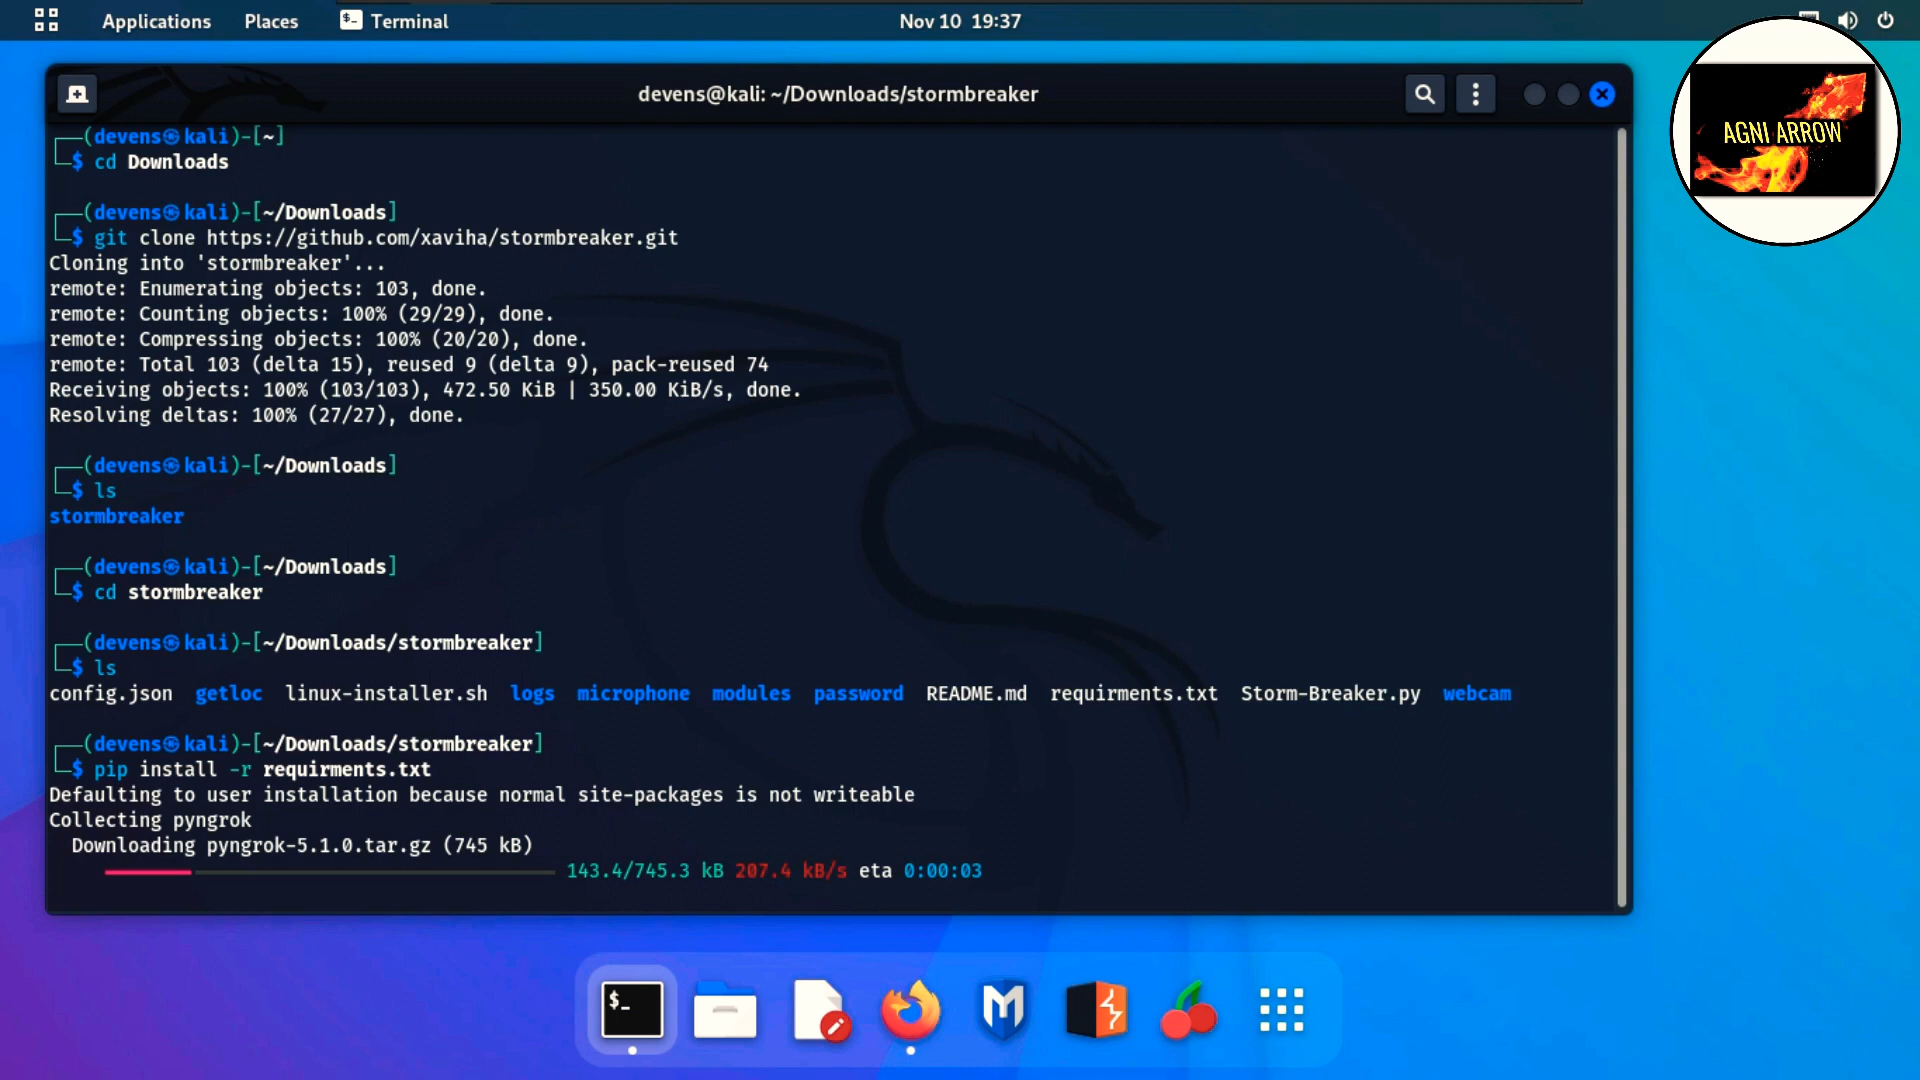 Applications Places Terminal Nov 10 19:37
devens@kali: ~/Downloads/stormbreaker
AGNI ARROW
┌──(devens㉿kali)-[~]
└─$ cd Downloads
┌──(devens㉿kali)-[~/Downloads]
└─$ git clone https://github.com/xaviha/stormbreaker.git
Cloning into 'stormbreaker'...
remote: Enumerating objects: 103, done.
remote: Counting objects: 100% (29/29), done.
remote: Compressing objects: 100% (20/20), done.
remote: Total 103 (delta 15), reused 9 (delta 9), pack-reused 74
Receiving objects: 100% (103/103), 472.50 KiB | 350.00 KiB/s, done.
Resolving deltas: 100% (27/27), done.
┌──(devens㉿kali)-[~/Downloads]
└─$ ls
stormbreaker
┌──(devens㉿kali)-[~/Downloads]
└─$ cd stormbreaker
┌──(devens㉿kali)-[~/Downloads/stormbreaker]
└─$ ls
config.json getloc linux-installer.sh logs microphone modules password README.md requirments.txt Storm-Breaker.py webcam
┌──(devens㉿kali)-[~/Downloads/stormbreaker]
└─$ pip install -r requirments.txt
Defaulting to user installation because normal site-packages is not writeable
Collecting pyngrok
Downloading pyngrok-5.1.0.tar.gz (745 kB)
143.4/745.3 kB 207.4 kB/s eta 0:00:03